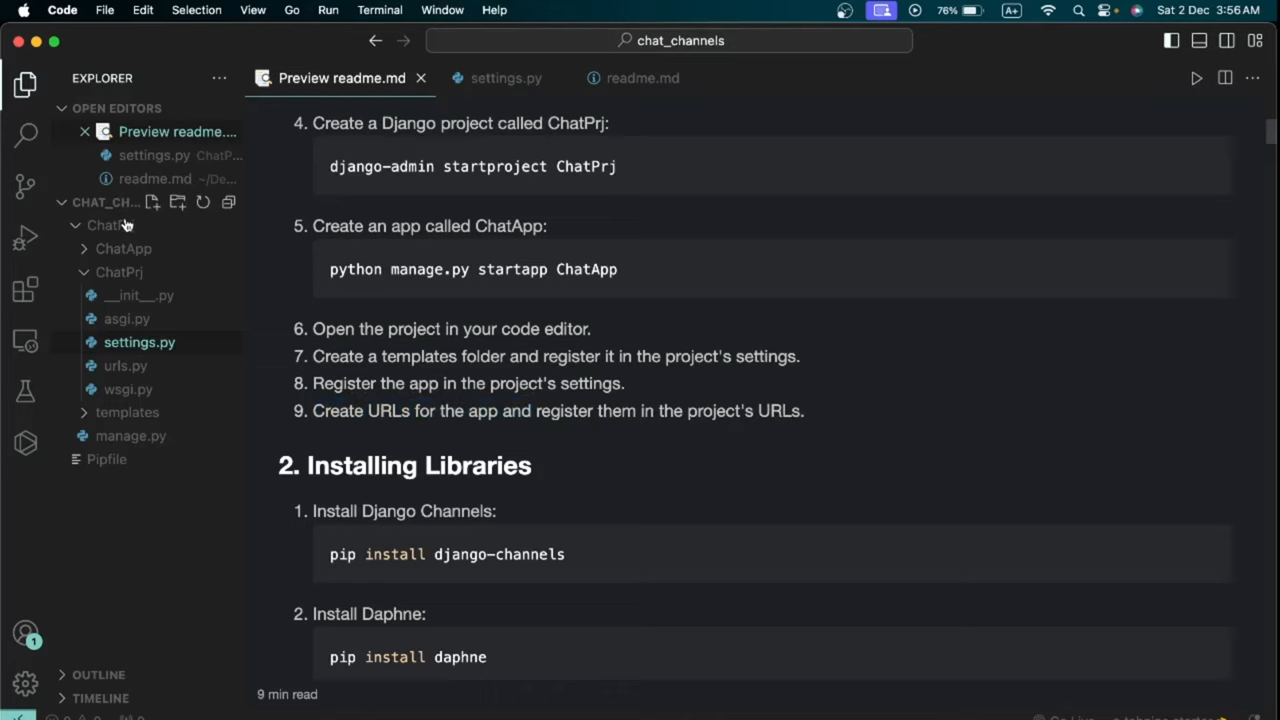 Code File Edit Selection View Go Run Terminal Window Help 76% A+ Sat 2 Dec 3:56 AM
chat_channels
EXPLORER
Preview readme.md settings.py readme.md
OPEN EDITORS
Preview readme....
settings.py ChatP...
readme.md ~/De...
CHAT_CH...
ChatApp
ChatPrj
__init__.py
asgi.py
settings.py
urls.py
wsgi.py
templates
manage.py
Pipfile
1
OUTLINE
TIMELINE
4. Create a Django project called ChatPrj:
django-admin startproject ChatPrj
5. Create an app called ChatApp:
python manage.py startapp ChatApp
6. Open the project in your code editor.
7. Create a templates folder and register it in the project's settings.
8. Register the app in the project's settings.
9. Create URLs for the app and register them in the project's URLs.
2. Installing Libraries
1. Install Django Channels:
pip install django-channels
2. Install Daphne:
pip install daphne
9 min read